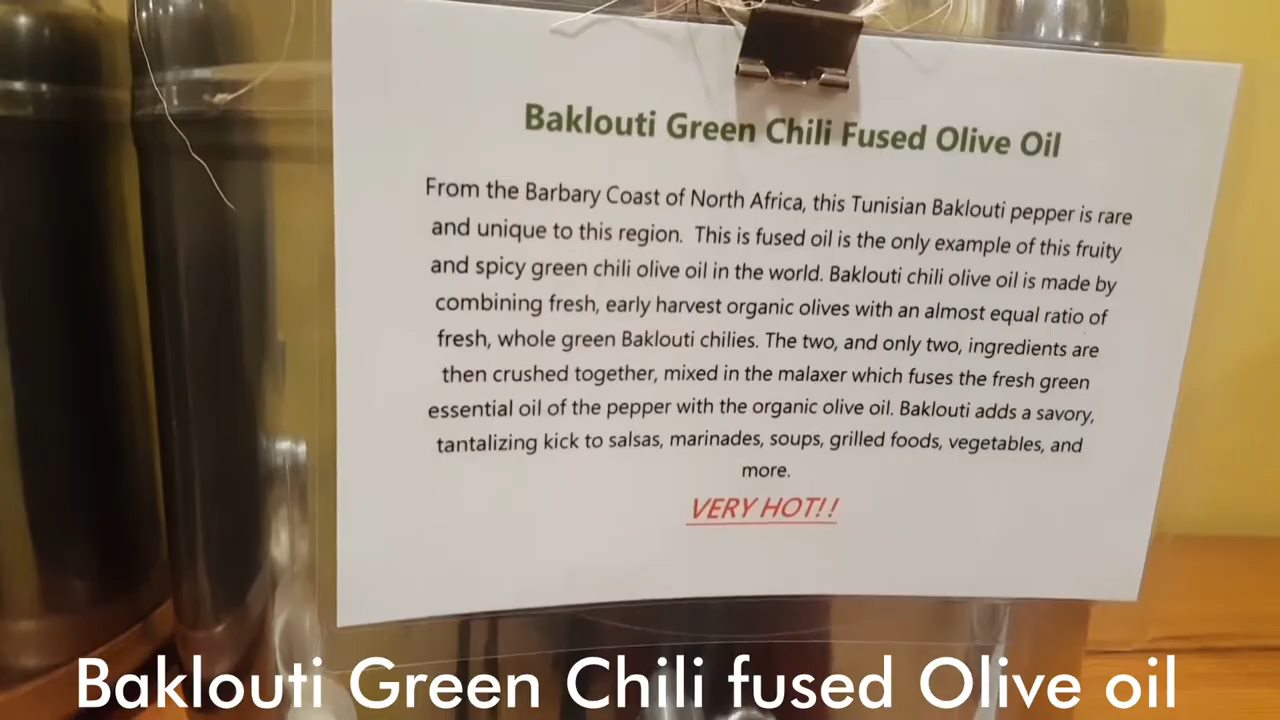 Baklouti Green Chili Fused Olive Oil
From the Barbary Coast of North Africa, this Tunisian Baklouti pepper is rare
and unique to this region. This is fused oil is the only example of this fruity
and spicy green chili olive oil in the world. Baklouti chili olive oil is made by
combining fresh, early harvest organic olives with an almost equal ratio of
fresh, whole green Baklouti chilies. The two, and only two, ingredients are
then crushed together, mixed in the malaxer which fuses the fresh green
essential oil of the pepper with the organic olive oil. Baklouti adds a savory,
tantalizing kick to salsas, marinades, soups, grilled foods, vegetables, and
more.
VERY HOT!!
Baklouti Green Chili fused Olive oil